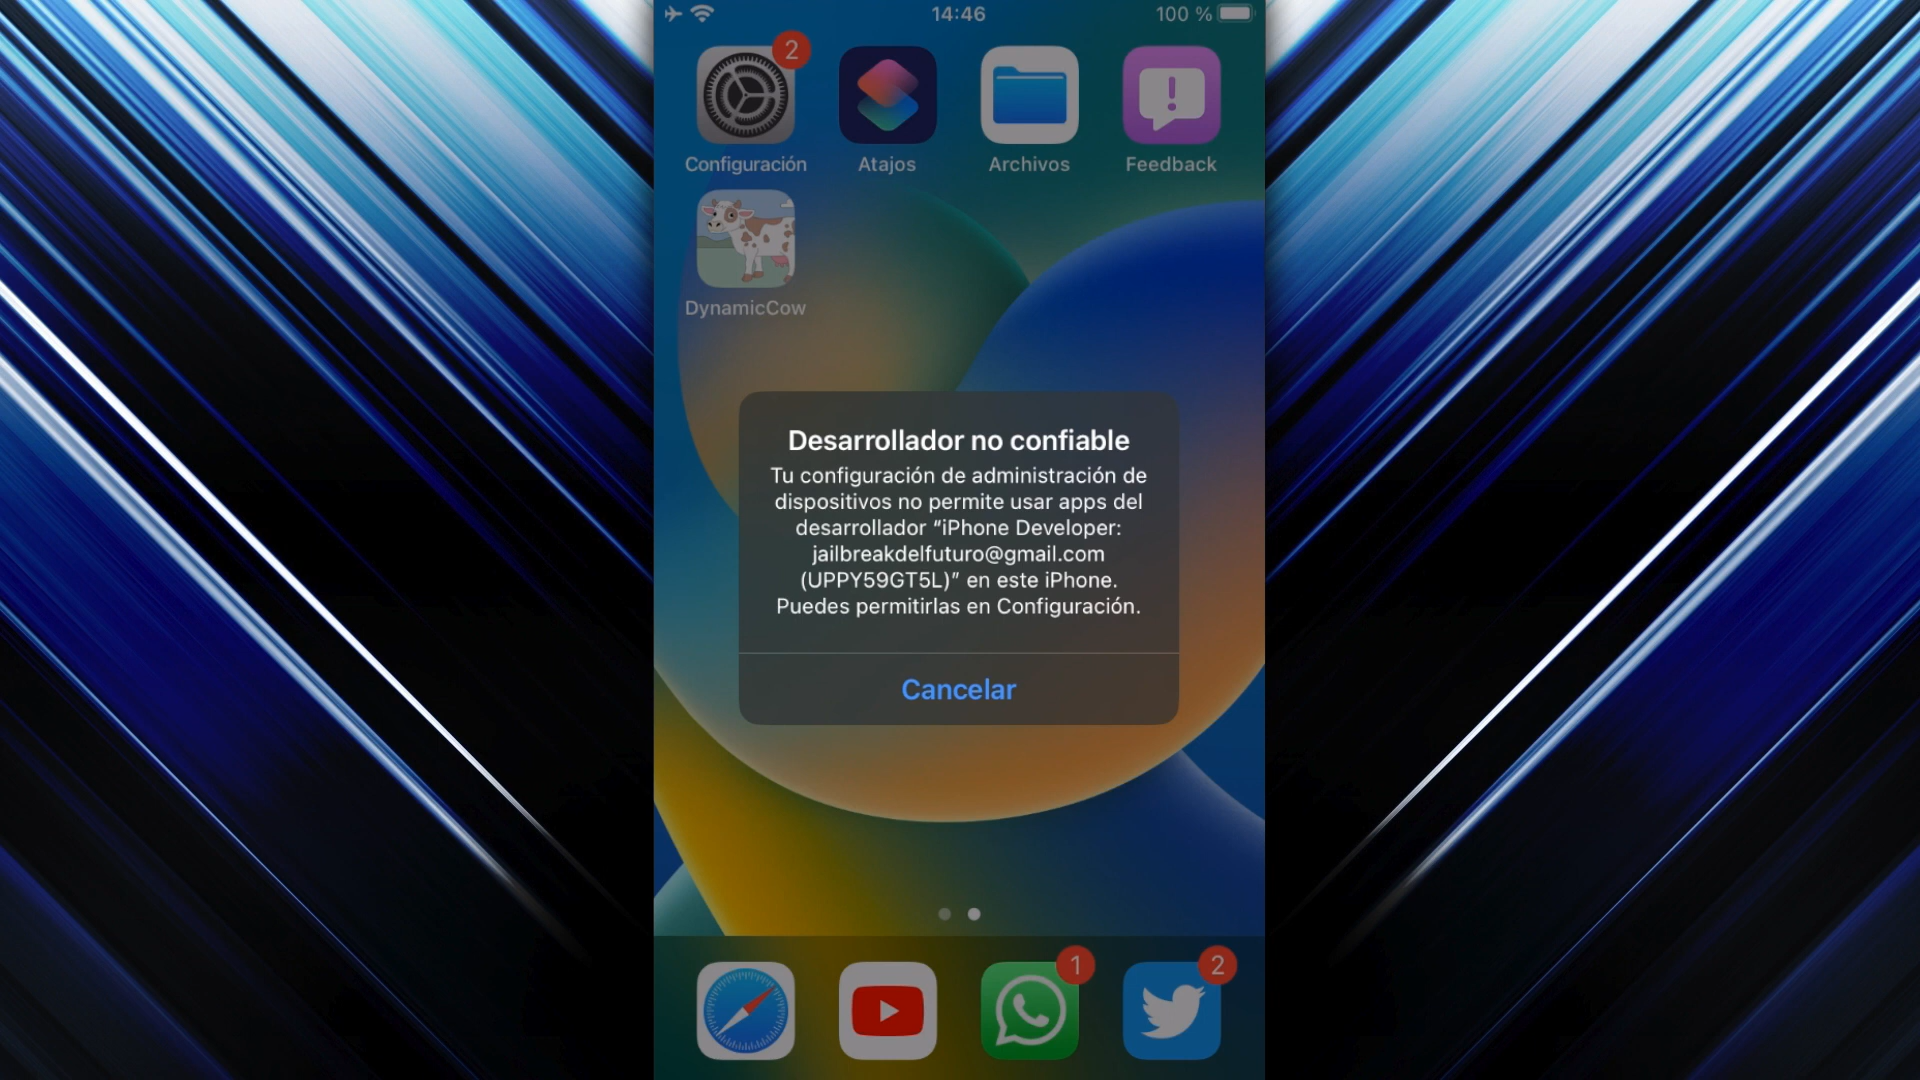 14:46
100 %
2
Configuración
Atajos
Archivos
Feedback
DynamicCow
Desarrollador no confiable
Tu configuración de administración de
dispositivos no permite usar apps del
desarrollador “iPhone Developer:
jailbreakdelfuturo@gmail.com
(UPPY59GT5L)” en este iPhone.
Puedes permitirlas en Configuración.
Cancelar
1
2